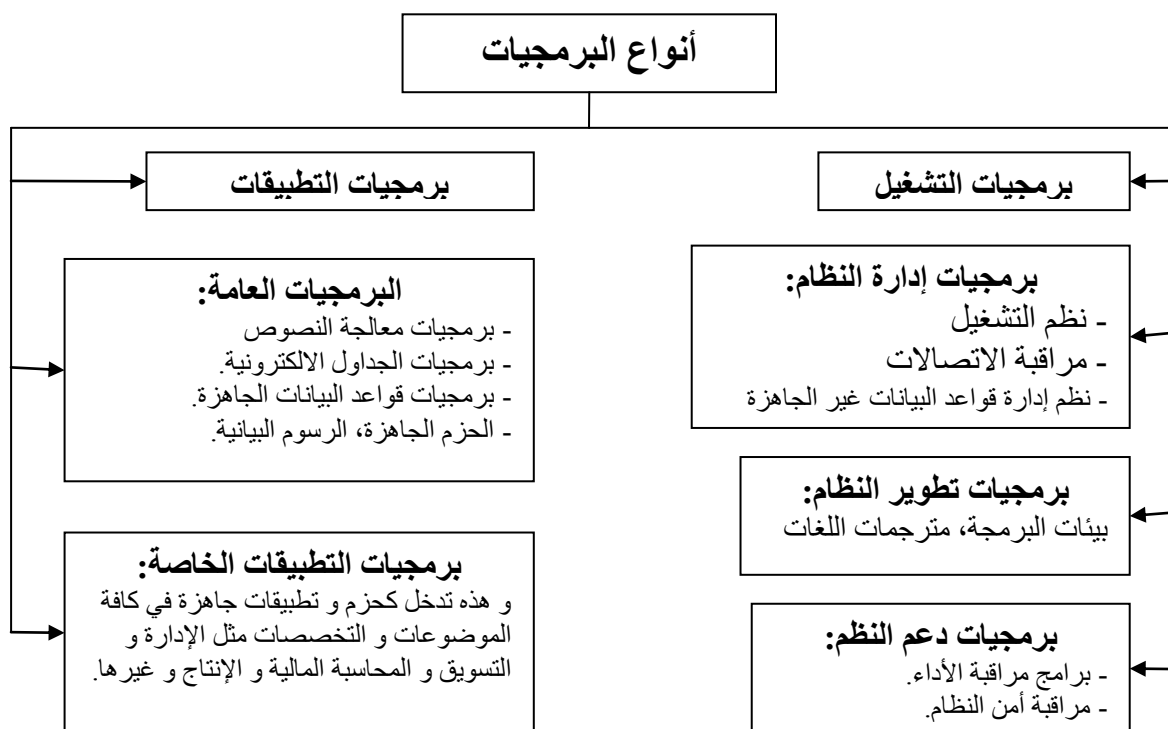 أنواع البرمجيات
برمجيات التشغيل
برمجيات إدارة النظام:
- نظم التشغيل
- مراقبة الاتصالات
- نظم إدارة قواعد البيانات غير الجاهزة
برمجيات تطوير النظام:
بيئات البرمجة، مترجمات اللغات
برمجيات دعم النظم:
- برامج مراقبة الأداء.
- مراقبة أمن النظام.
برمجيات التطبيقات
البرمجيات العامة:
- برمجيات معالجة النصوص
- برمجيات الجداول الالكترونية.
- برمجيات قواعد البيانات الجاهزة.
- الحزم الجاهزة، الرسوم البيانية.
برمجيات التطبيقات الخاصة:
و هذه تدخل كحزم و تطبيقات جاهزة في كافة
الموضوعات و التخصصات مثل الإدارة و
التسويق و المحاسبة المالية و الإنتاج و غيرها.